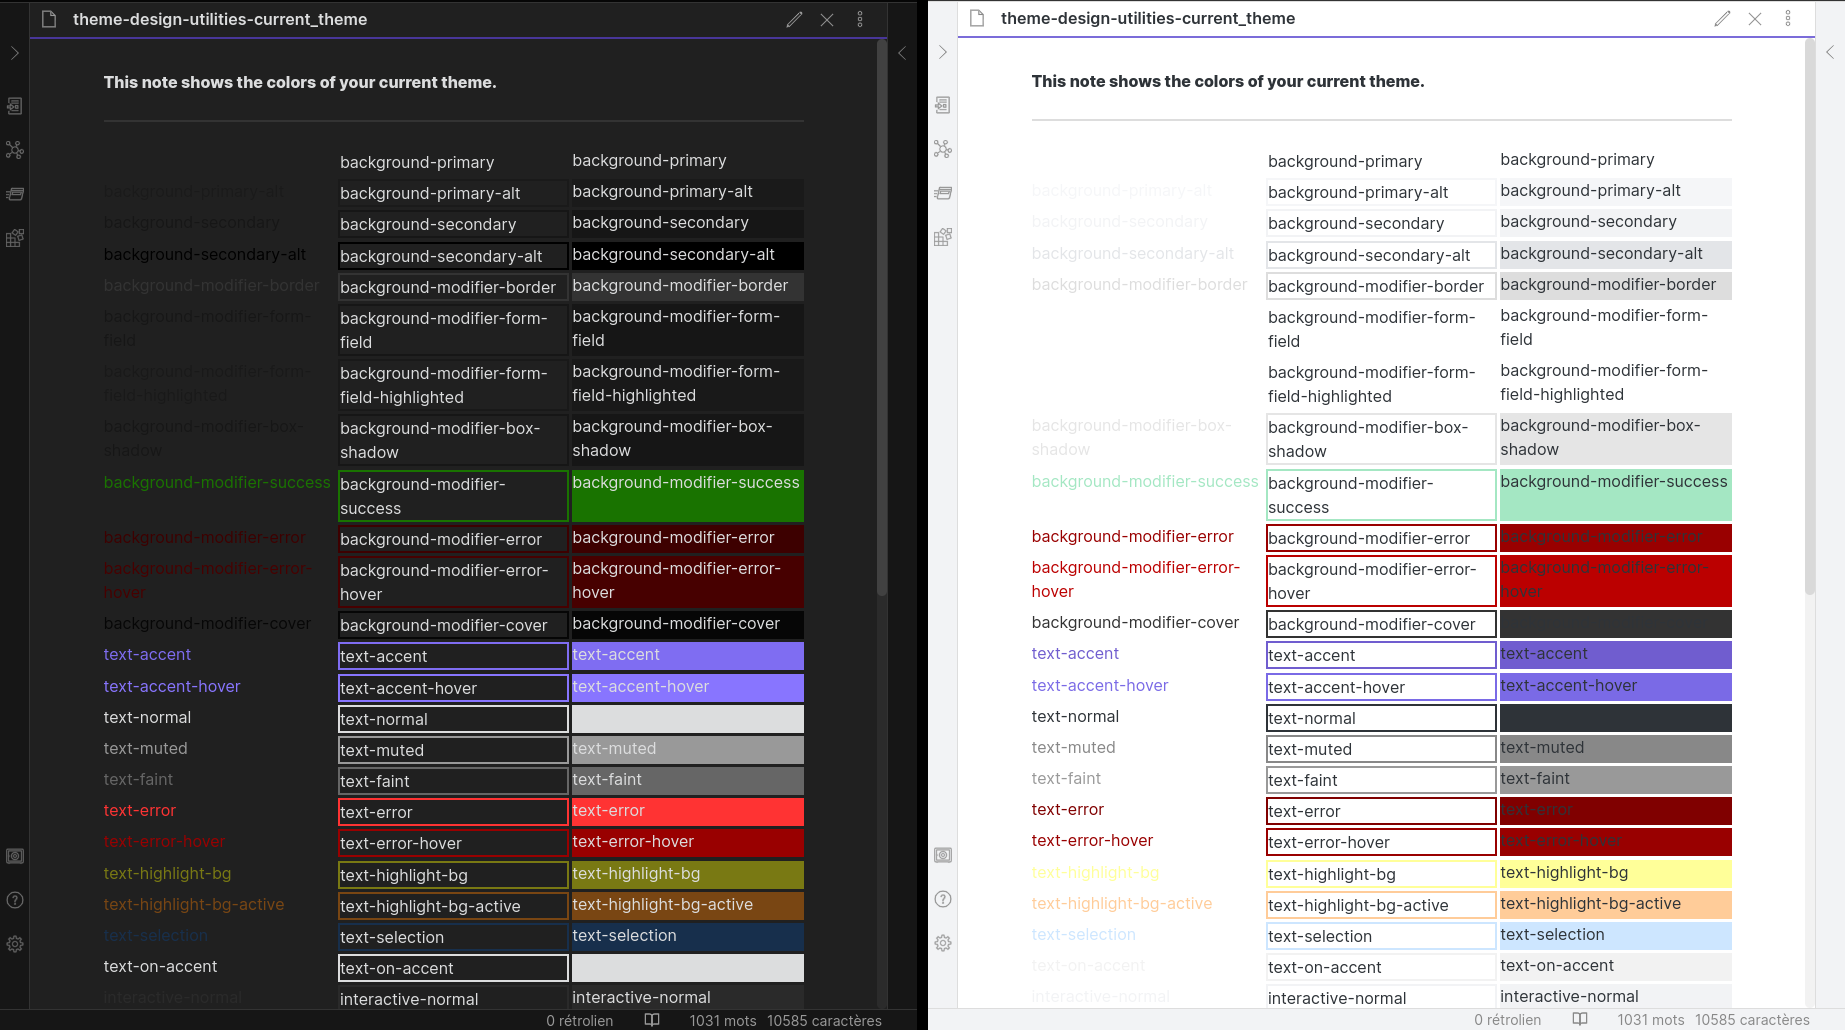 theme-design-utilities-current_theme
This note shows the colors of your current theme.
background-primary
background-primary
background-primary-alt
background-primary-alt
background-primary-alt
background-secondary
background-secondary
background-secondary
background-secondary-alt
background-secondary-alt
background-secondary-alt
background-modifier-border
background-modifier-border
background-modifier-border
background-modifier-form-
field
background-modifier-form-
field
background-modifier-form-
field
background-modifier-form-
field-highlighted
background-modifier-form-
field-highlighted
background-modifier-form-
field-highlighted
background-modifier-box-
shadow
background-modifier-box-
shadow
background-modifier-box-
shadow
background-modifier-success
background-modifier-
success
background-modifier-success
background-modifier-error
background-modifier-error
background-modifier-error
background-modifier-error-
hover
background-modifier-error-
hover
background-modifier-error-
hover
background-modifier-cover
background-modifier-cover
background-modifier-cover
text-accent
text-accent
text-accent
text-accent-hover
text-accent-hover
text-accent-hover
text-normal
text-normal
text-muted
text-muted
text-muted
text-faint
text-faint
text-faint
text-error
text-error
text-error
text-error-hover
text-error-hover
text-error-hover
text-highlight-bg
text-highlight-bg
text-highlight-bg
text-highlight-bg-active
text-highlight-bg-active
text-highlight-bg-active
text-selection
text-selection
text-selection
text-on-accent
text-on-accent
interactive-normal
interactive-normal
interactive-normal
0 rétrolien 1031 mots 10585 caractères
theme-design-utilities-current_theme
This note shows the colors of your current theme.
background-primary
background-primary
background-primary-alt
background-primary-alt
background-primary-alt
background-secondary
background-secondary
background-secondary
background-secondary-alt
background-secondary-alt
background-secondary-alt
background-modifier-border
background-modifier-border
background-modifier-border
background-modifier-form-
field
background-modifier-form-
field
background-modifier-form-
field-highlighted
background-modifier-form-
field-highlighted
background-modifier-box-
shadow
background-modifier-box-
shadow
background-modifier-box-
shadow
background-modifier-success
background-modifier-
success
background-modifier-success
background-modifier-error
background-modifier-error
background-modifier-error
background-modifier-error-
hover
background-modifier-error-
hover
background-modifier-error-
hover
background-modifier-cover
background-modifier-cover
text-accent
text-accent
text-accent
text-accent-hover
text-accent-hover
text-accent-hover
text-normal
text-normal
text-muted
text-muted
text-muted
text-faint
text-faint
text-faint
text-error
text-error
text-error
text-error-hover
text-error-hover
text-error-hover
text-highlight-bg
text-highlight-bg
text-highlight-bg
text-highlight-bg-active
text-highlight-bg-active
text-highlight-bg-active
text-selection
text-selection
text-selection
text-on-accent
text-on-accent
text-on-accent
interactive-normal
interactive-normal
interactive-normal
0 rétrolien 1031 mots 10585 caractères